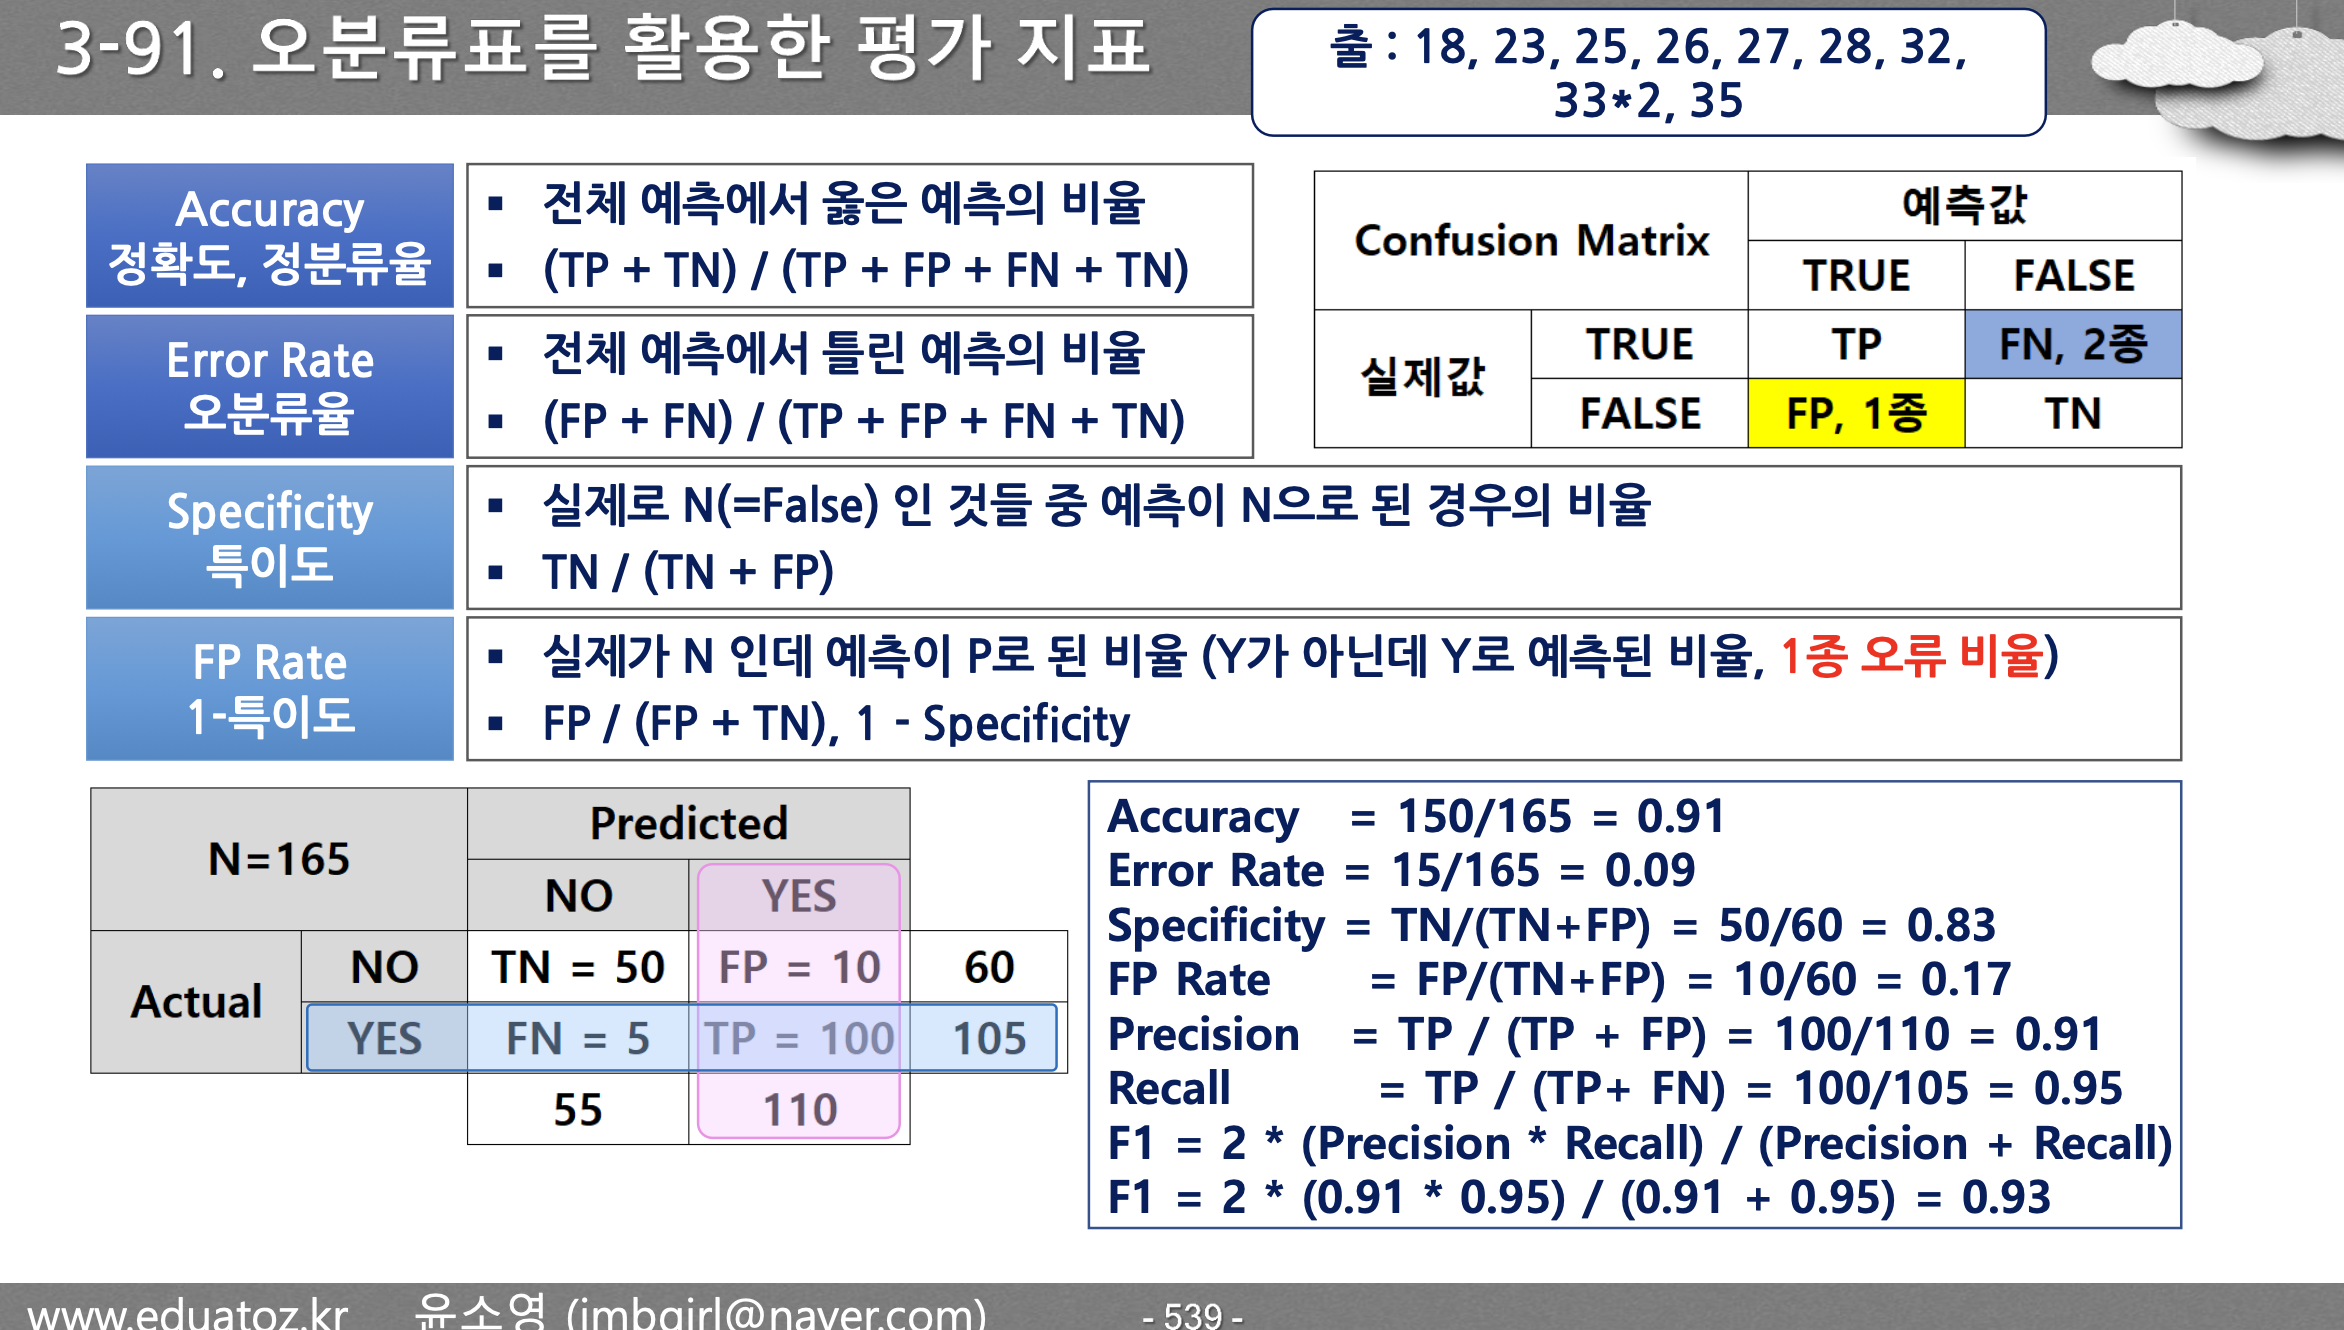 3-91. 오분류표를 활용한 평가 지표
출 : 18, 23, 25, 26, 27, 28, 32,
33*2, 35
Accuracy
정확도, 정분류율
▪ 전체 예측에서 옳은 예측의 비율
▪ (TP + TN) / (TP + FP + FN + TN)
Error Rate
오분류율
▪ 전체 예측에서 틀린 예측의 비율
▪ (FP + FN) / (TP + FP + FN + TN)
Confusion Matrix
예측값
TRUE FALSE
실제값
TRUE TP FN, 2종
FALSE FP, 1종 TN
Specificity
특이도
▪ 실제로 N(=False) 인 것들 중 예측이 N으로 된 경우의 비율
▪ TN / (TN + FP)
FP Rate
1-특이도
▪ 실제가 N 인데 예측이 P로 된 비율 (Y가 아닌데 Y로 예측된 비율, 1종 오류 비율)
▪ FP / (FP + TN), 1 - Specificity
N=165
Predicted
NO YES
Actual
NO TN = 50 FP = 10 60
YES FN = 5 TP = 100 105
55 110
Accuracy = 150/165 = 0.91
Error Rate = 15/165 = 0.09
Specificity = TN/(TN+FP) = 50/60 = 0.83
FP Rate = FP/(TN+FP) = 10/60 = 0.17
Precision = TP / (TP + FP) = 100/110 = 0.91
Recall = TP / (TP+ FN) = 100/105 = 0.95
F1 = 2 * (Precision * Recall) / (Precision + Recall)
F1 = 2 * (0.91 * 0.95) / (0.91 + 0.95) = 0.93
www.eduatoz.kr 윤소영 (imbgirl@naver.com) - 539 -